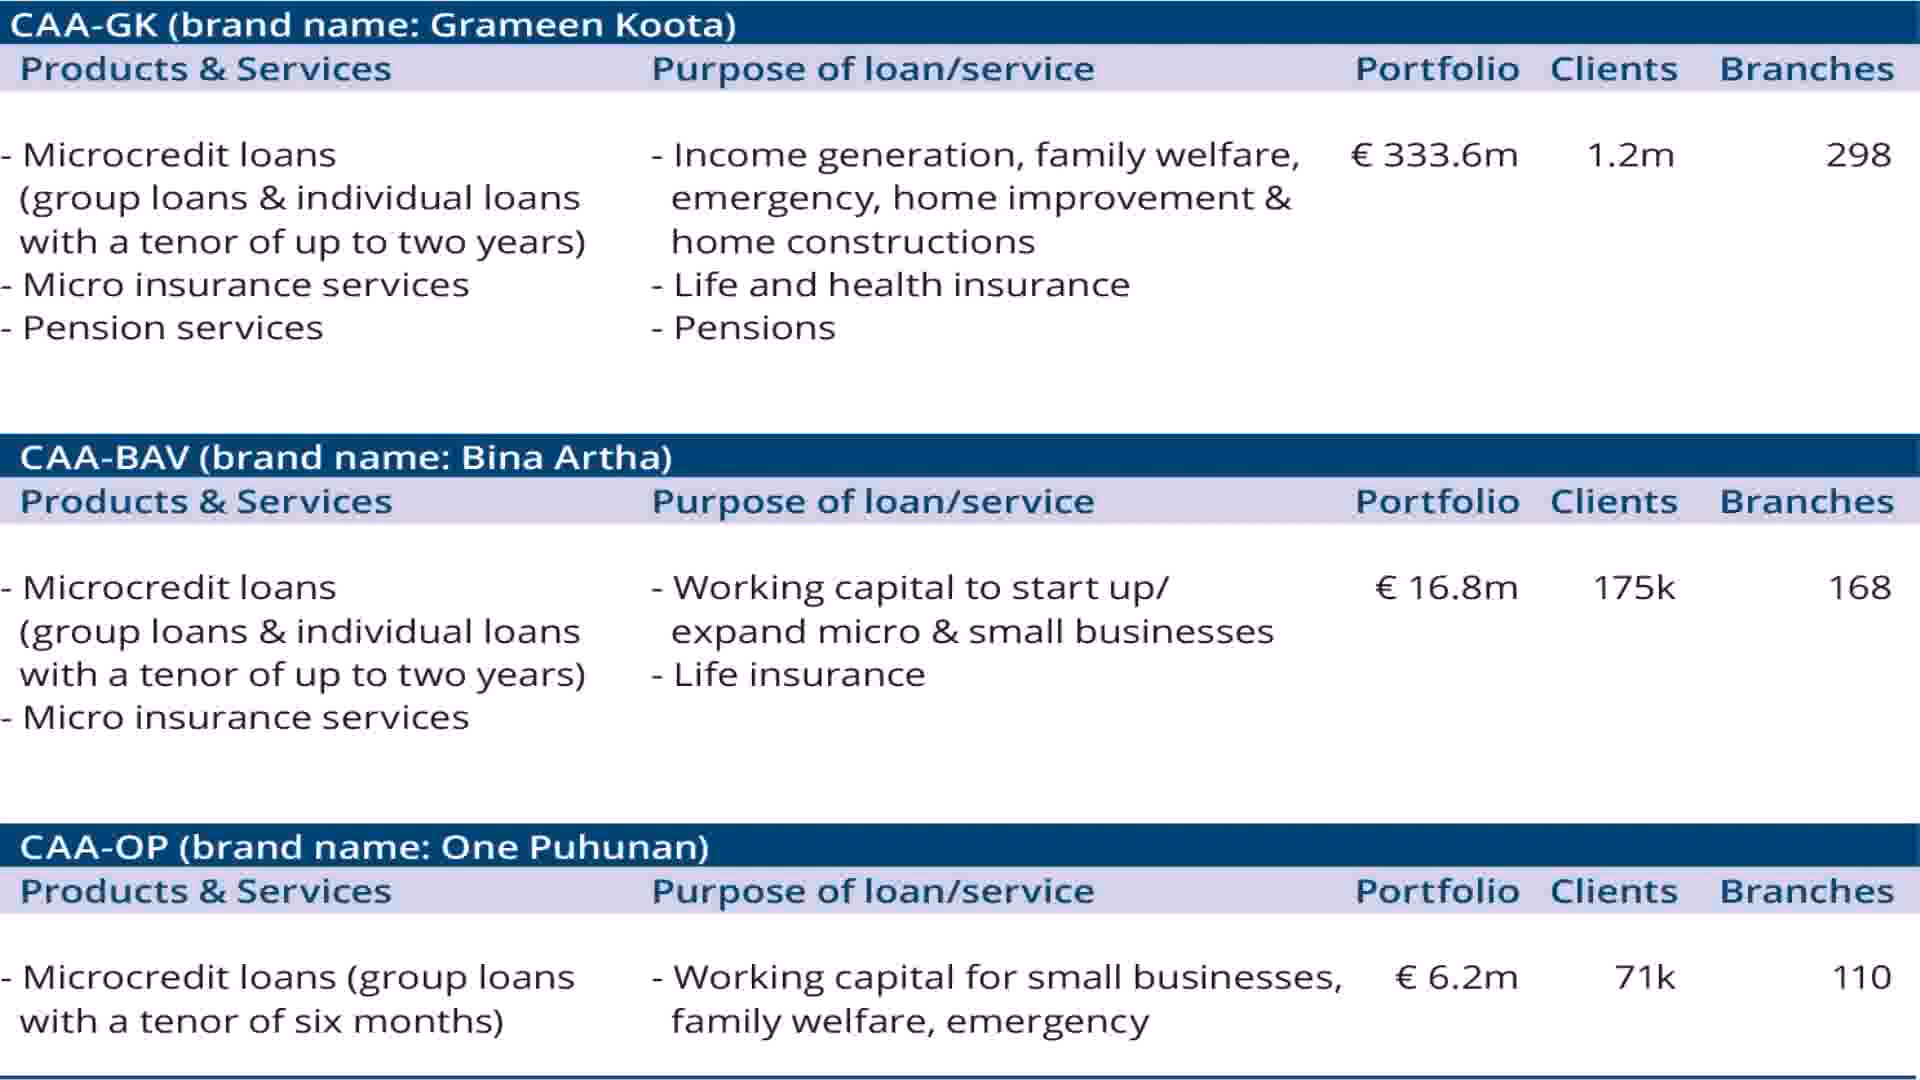 CAA-GK (brand name: Grameen Koota)
Products & Services Purpose of loan/service Portfolio Clients Branches
- Microcredit loans - Income generation, family welfare, € 333.6m 1.2m 298
(group loans & individual loans emergency, home improvement &
with a tenor of up to two years) home constructions
- Micro insurance services - Life and health insurance
- Pension services - Pensions
CAA-BAV (brand name: Bina Artha)
Products & Services Purpose of loan/service Portfolio Clients Branches
- Microcredit loans - Working capital to start up/ € 16.8m 175k 168
(group loans & individual loans expand micro & small businesses
with a tenor of up to two years) - Life insurance
- Micro insurance services
CAA-OP (brand name: One Puhunan)
Products & Services Purpose of loan/service Portfolio Clients Branches
- Microcredit loans (group loans - Working capital for small businesses, € 6.2m 71k 110
with a tenor of six months) family welfare, emergency